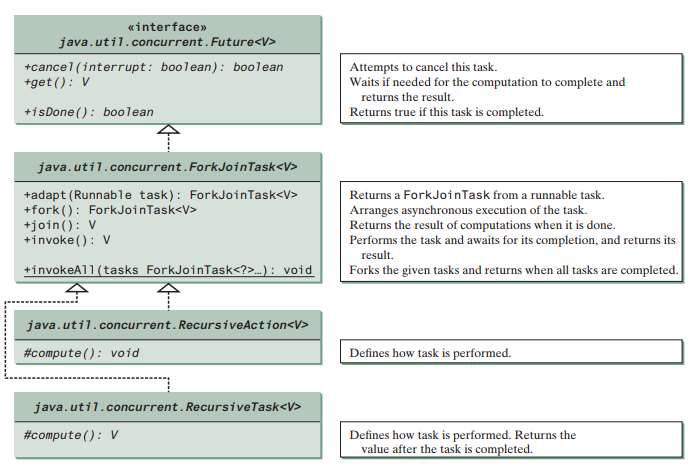 «interface»
java.util.concurrent.Future<V>
+cancel(interrupt: boolean): boolean
+get(): V
+isDone(): boolean
Attempts to cancel this task.
Waits if needed for the computation to complete and
returns the result.
Returns true if this task is completed.
java.util.concurrent.ForkJoinTask<V>
+adapt(Runnable task): ForkJoinTask<V>
+fork(): ForkJoinTask<V>
+join(): V
+invoke(): V
+invokeAll(tasks ForkJoinTask<?>…): void
Returns a ForkJoinTask from a runnable task.
Arranges asynchronous execution of the task.
Returns the result of computations when it is done.
Performs the task and awaits for its completion, and returns its
result.
Forks the given tasks and returns when all tasks are completed.
java.util.concurrent.RecursiveAction<V>
#compute(): void
Defines how task is performed.
java.util.concurrent.RecursiveTask<V>
#compute(): V
Defines how task is performed. Returns the
value after the task is completed.